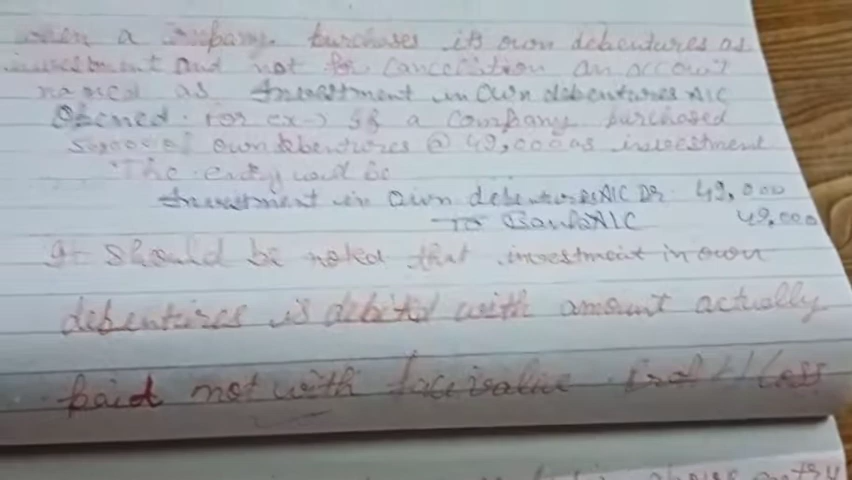 when a company purchases its own debentures as
investment and not for cancellation an account
named as Investment in Own debentures A/C
Opened. For ex→ If a company purchased
of own debentures @ 49,000 as investment
The entry will be
Investment in Own debentures A/C DR. 49,000
To Bank A/C 49,000
It should be noted that investment in own
debentures is debited with amount actually
paid not with face value